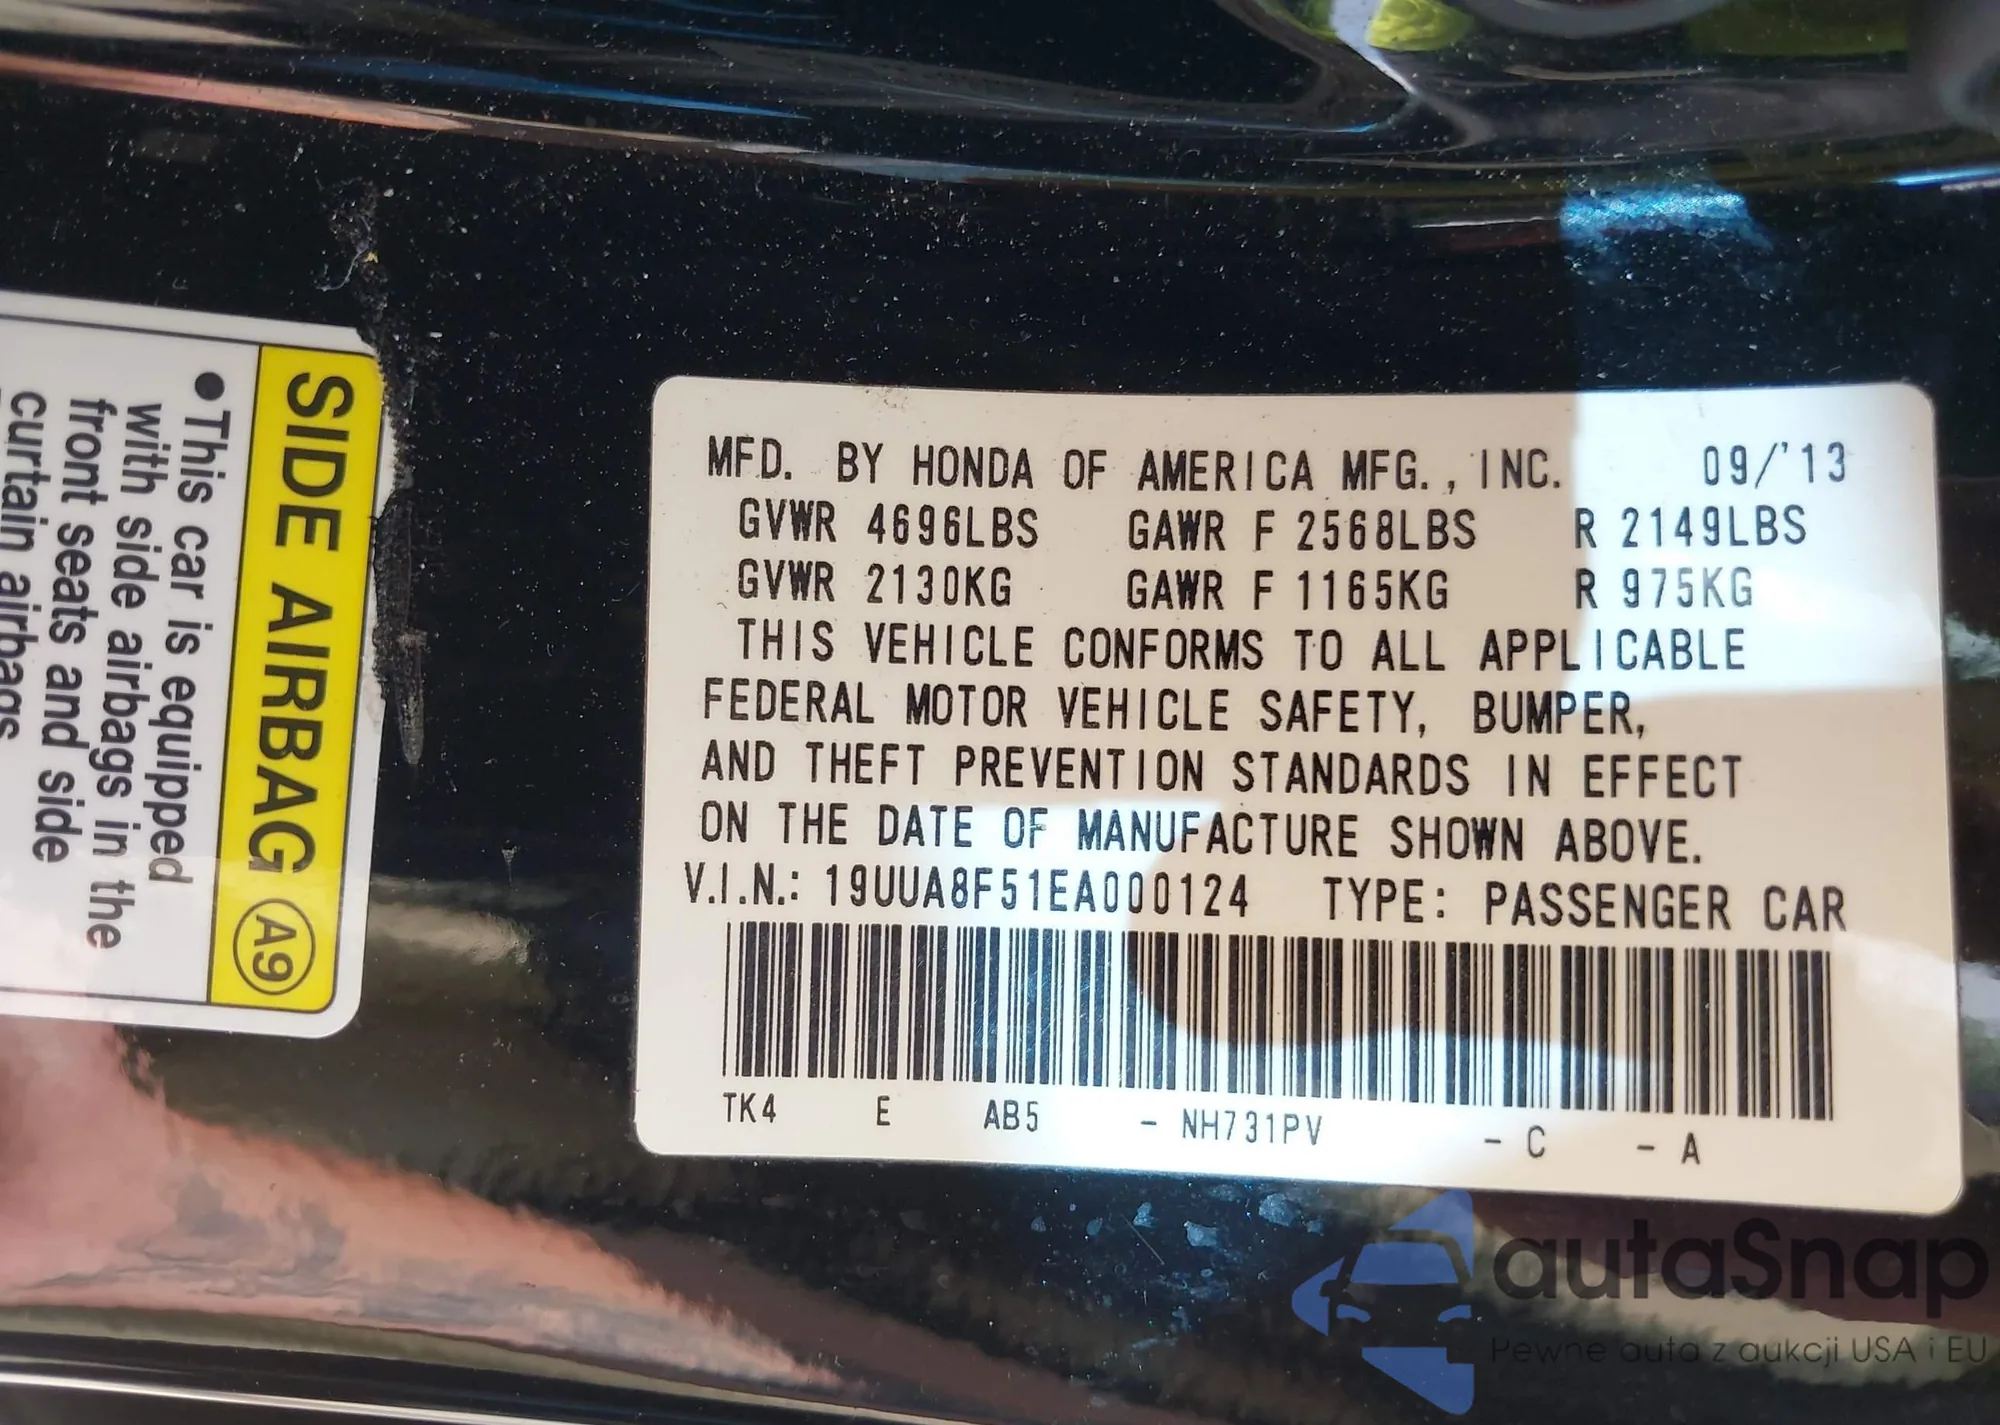 SIDE AIRBAG A9
●This car is equipped
with side airbags in the
front seats and side
curtain airbags
MFD. BY HONDA OF AMERICA MFG., INC. 09/'13
GVWR 4696LBS GAWR F 2568LBS R 2149LBS
GVWR 2130KG GAWR F 1165KG R 975KG
THIS VEHICLE CONFORMS TO ALL APPLICABLE
FEDERAL MOTOR VEHICLE SAFETY, BUMPER,
AND THEFT PREVENTION STANDARDS IN EFFECT
ON THE DATE OF MANUFACTURE SHOWN ABOVE.
V.I.N.: 19UUA8F51EA000124 TYPE: PASSENGER CAR
TK4 E AB5 - NH731PV - C - A
autaSnap
Pewne auta z aukcji USA i EU